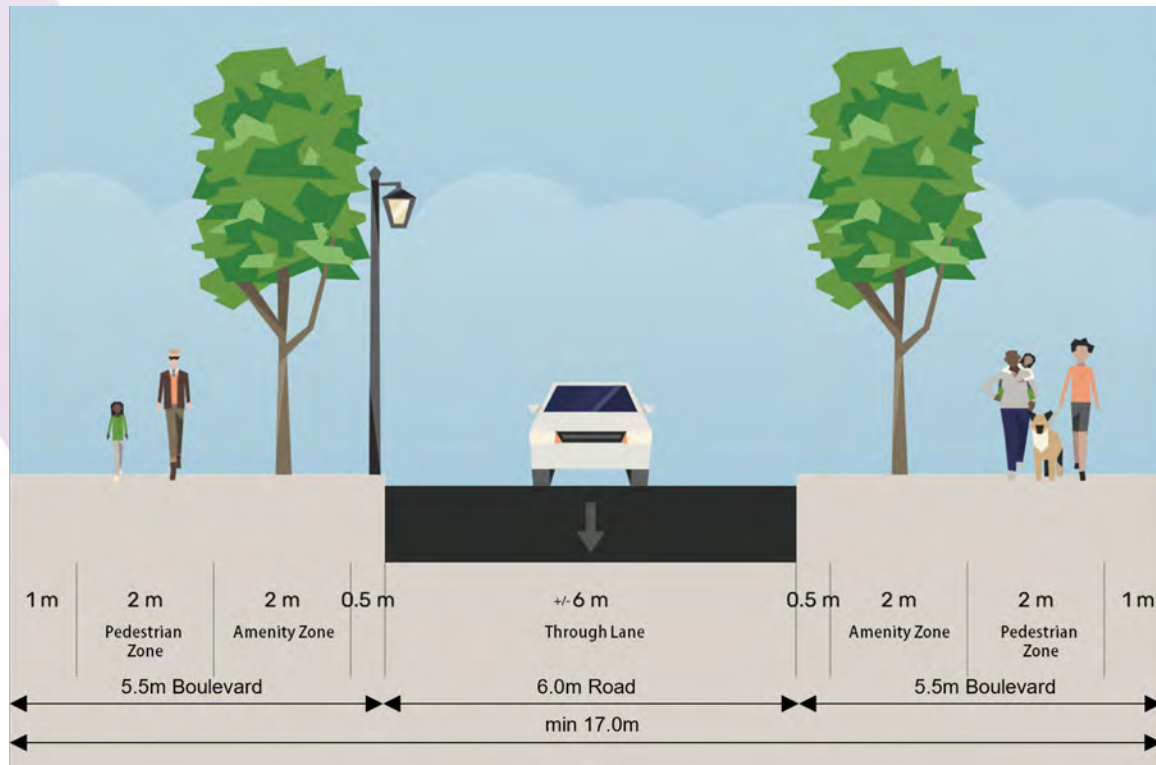 1 m
2 m
2 m
0.5 m
+/- 6 m
0.5 m
2 m
2 m
1 m
Pedestrian
Zone
Amenity Zone
Through Lane
Amenity Zone
Pedestrian
Zone
5.5m Boulevard
6.0m Road
5.5m Boulevard
min 17.0m